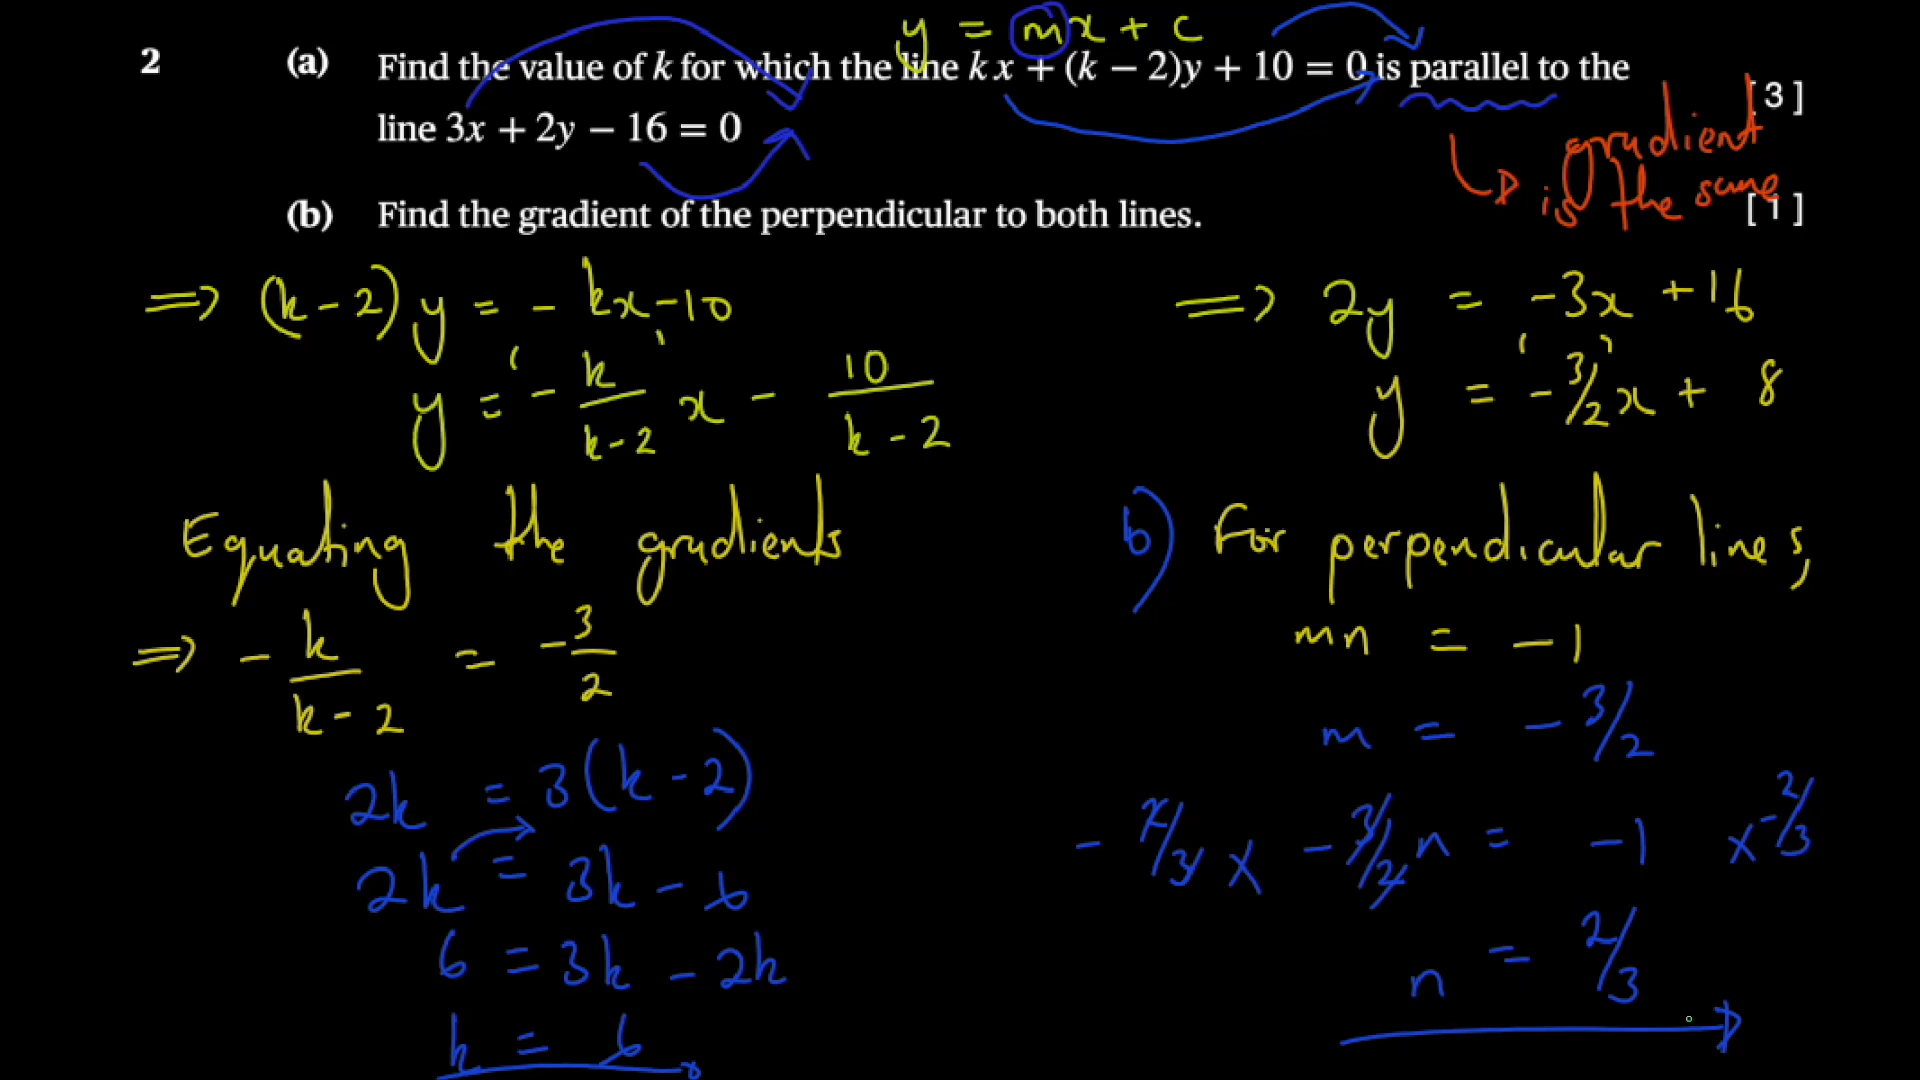 y = mx + c
2 (a) Find the value of k for which the line kx + (k − 2)y + 10 = 0 is parallel to the
line 3x + 2y − 16 = 0 [3]
↳ gradient
is the same
(b) Find the gradient of the perpendicular to both lines. [1]
⇒ (k-2)y = -kx-10
y = -k/(k-2) x - 10/(k-2)
Equating the gradients
⇒ -k/(k-2) = -3/2
2k = 3(k-2)
2k = 3k - 6
6 = 3k - 2k
k = 6
⇒ 2y = -3x + 16
y = -3/2x + 8
b) For perpendicular lines,
mn = -1
m = -3/2
-2/3 x -3/2 n = -1 x -2/3
n = 2/3